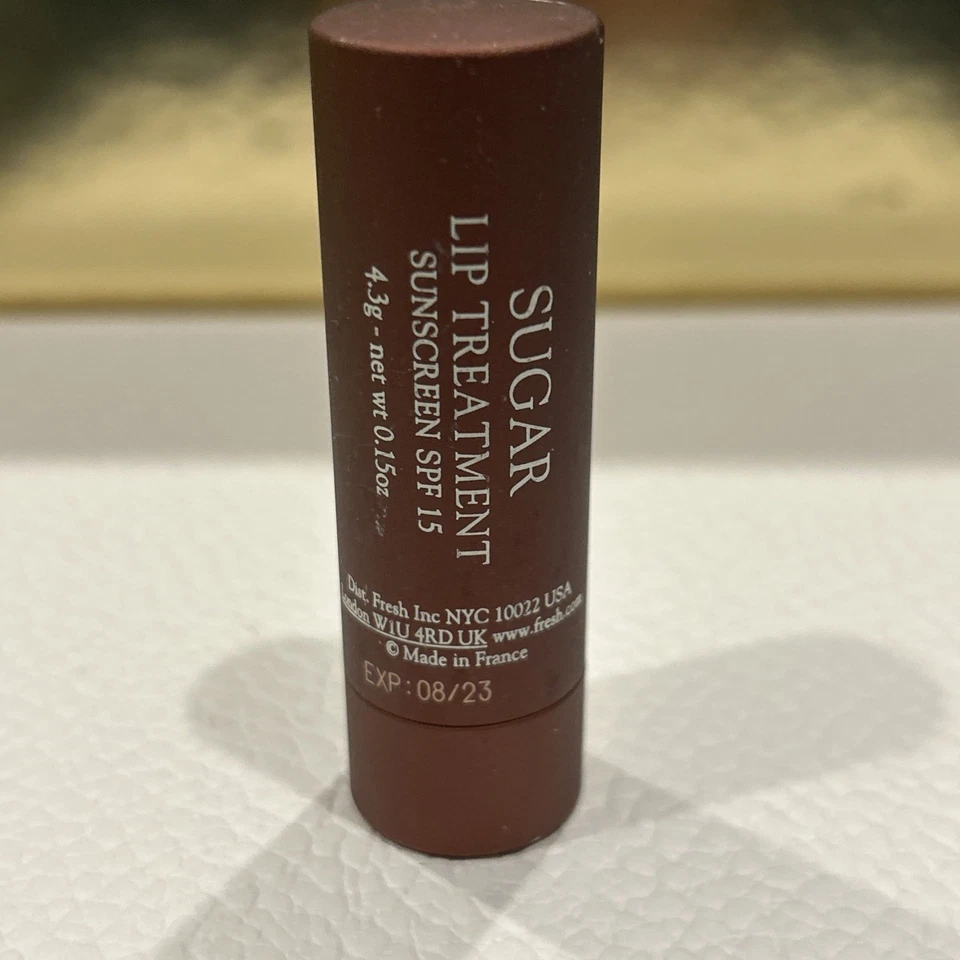 SUGAR
LIP TREATMENT
SUNSCREEN SPF 15
4.3g - net wt 0.15oz
Dist. Fresh Inc NYC 10022 USA
London W1U 4RD UK www.fresh.com
© Made in France
EXP:08/23